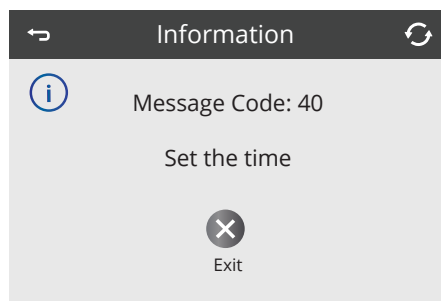 Information
i
Message Code: 40
Set the time
Exit